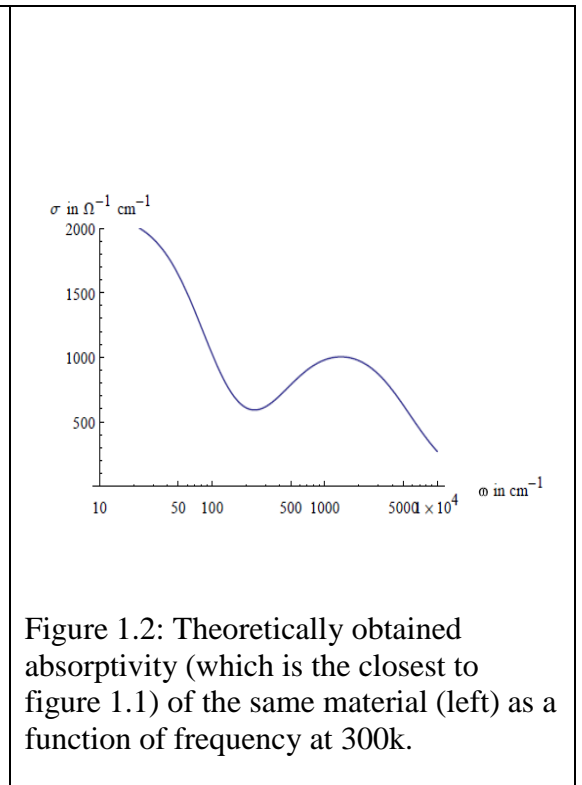 σ in Ω⁻¹ cm⁻¹
2000
1500
1000
500
10 50 100 500 1000 5000 1 × 10⁴
ω in cm⁻¹
Figure 1.2: Theoretically obtained
absorptivity (which is the closest to
figure 1.1) of the same material (left) as a
function of frequency at 300k.